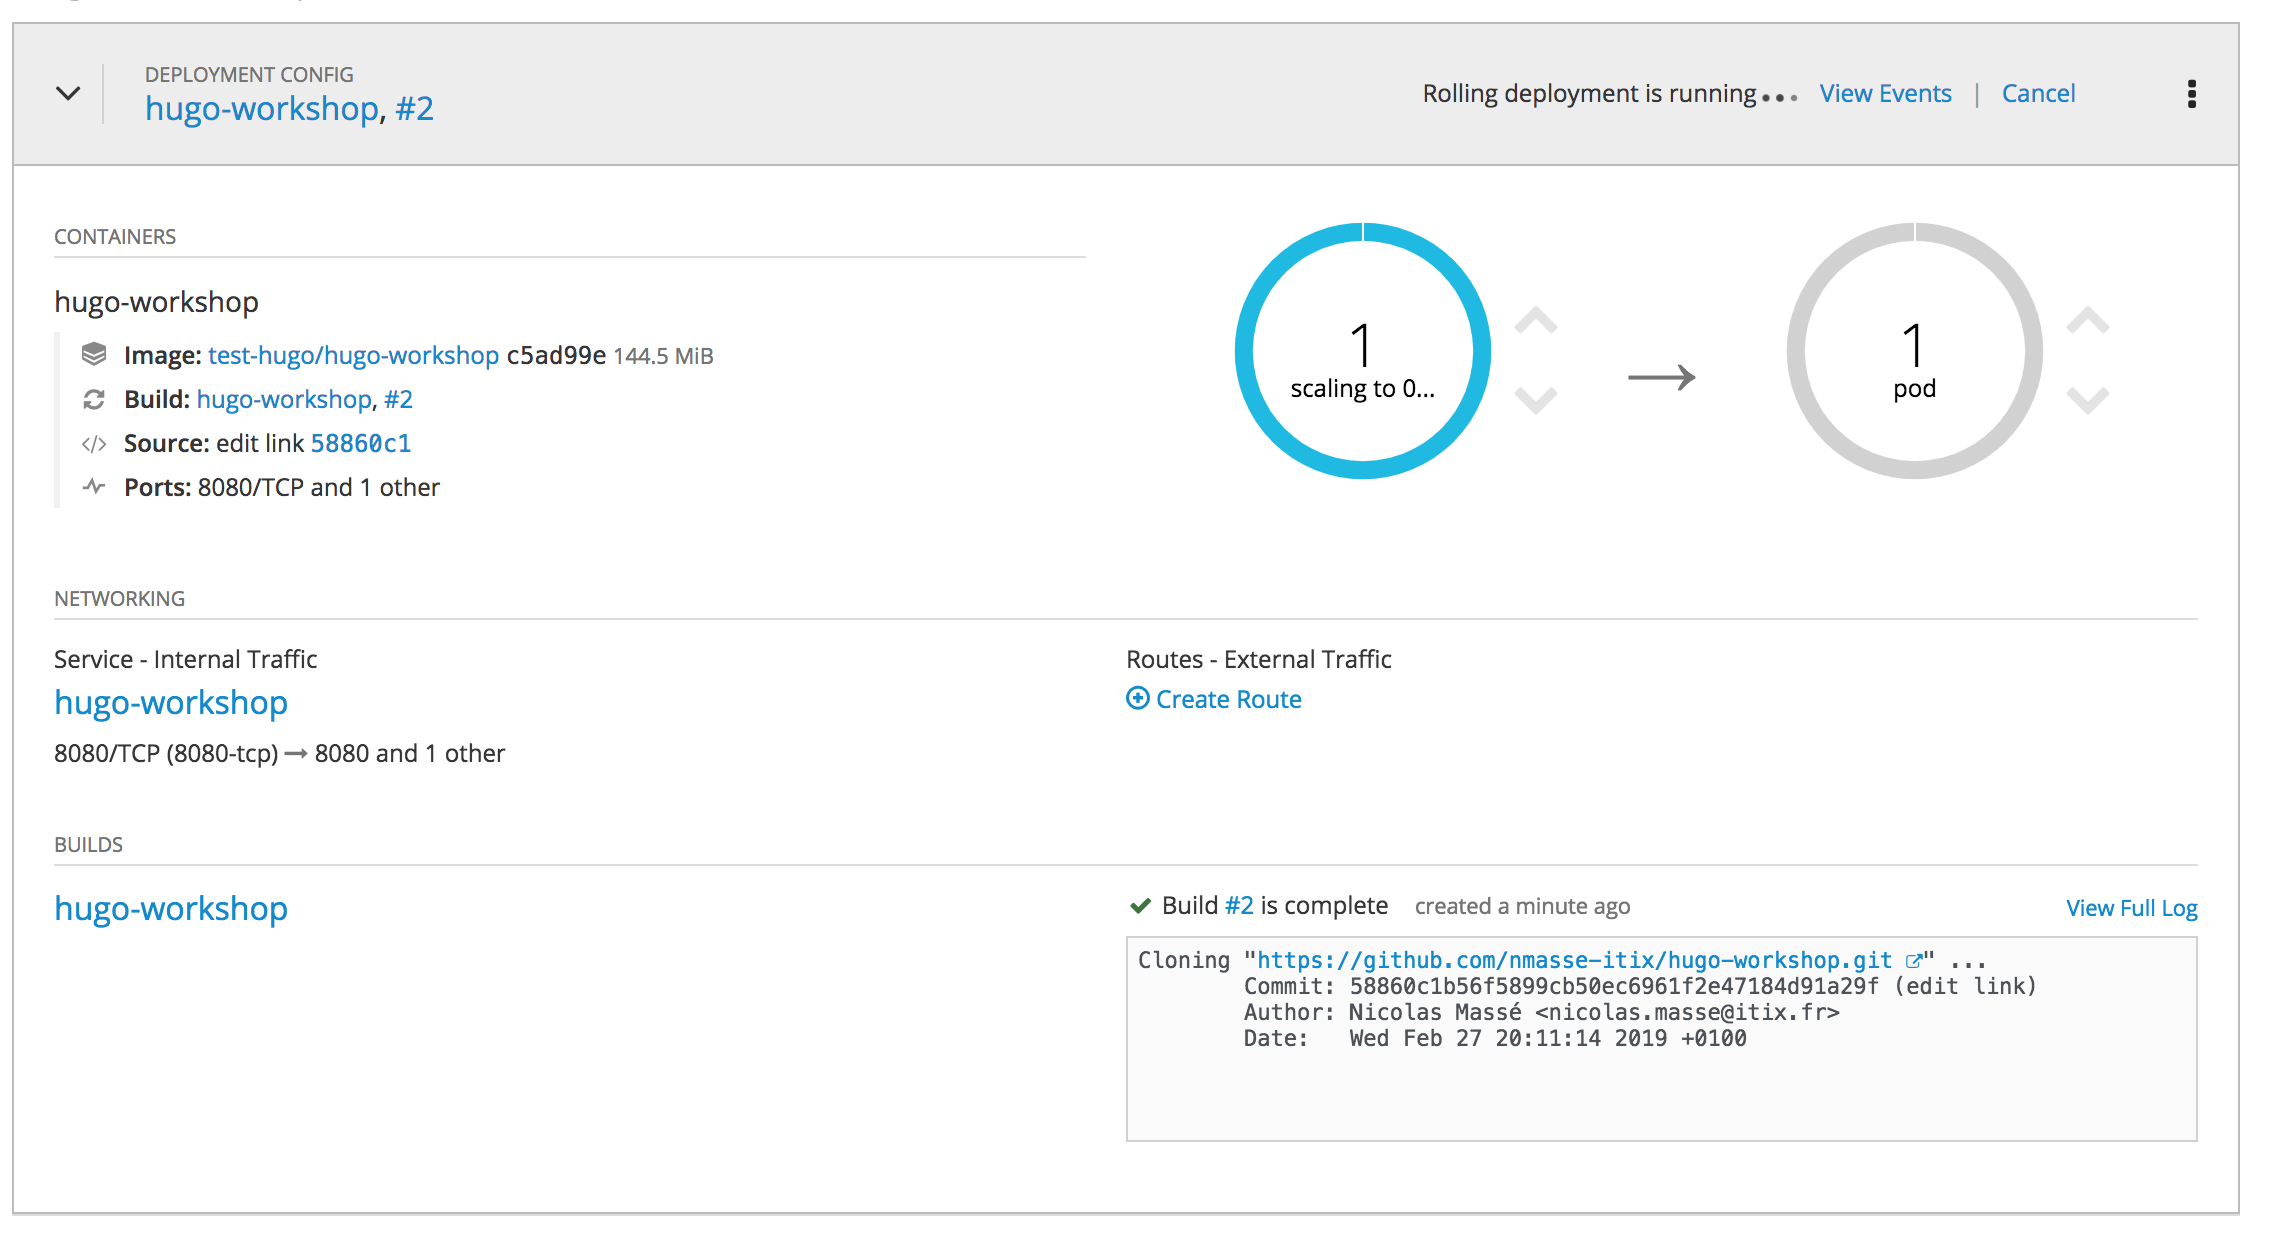 DEPLOYMENT CONFIG
hugo-workshop, #2
Rolling deployment is running... View Events | Cancel
CONTAINERS
hugo-workshop
Image: test-hugo/hugo-workshop c5ad99e 144.5 MiB
Build: hugo-workshop, #2
Source: edit link 58860c1
Ports: 8080/TCP and 1 other
1
scaling to 0...
1
pod
NETWORKING
Service - Internal Traffic
hugo-workshop
8080/TCP (8080-tcp) → 8080 and 1 other
Routes - External Traffic
Create Route
BUILDS
hugo-workshop
Build #2 is complete created a minute ago
View Full Log
Cloning "https://github.com/nmasse-itix/hugo-workshop.git" ...
Commit: 58860c1b56f5899cb50ec6961f2e47184d91a29f (edit link)
Author: Nicolas Massé <nicolas.masse@itix.fr>
Date: Wed Feb 27 20:11:14 2019 +0100